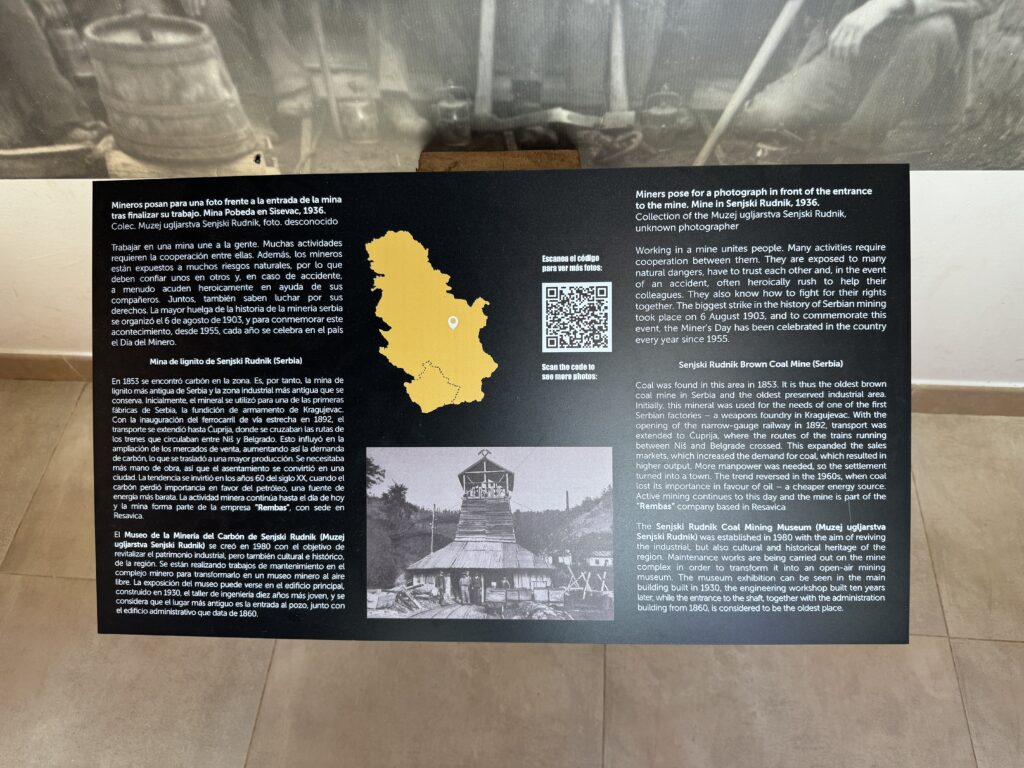 Mineros posan para una foto frente a la entrada de la mina
tras finalizar su trabajo. Mina Pobeda en Sisevac, 1936.
Colec. Muzej ugljarstva Senjski Rudnik, foto. desconocido
Trabajar en una mina une a la gente. Muchas actividades
requieren la cooperación entre ellas. Además, los mineros
están expuestos a muchos riesgos naturales, por lo que
deben confiar unos en otros y, en caso de accidente,
a menudo acuden heroicamente en ayuda de sus
compañeros. Juntos, también saben luchar por sus
derechos. La mayor huelga de la historia de la minería serbia
se organizó el 6 de agosto de 1903, y para conmemorar este
acontecimiento, desde 1955, cada año se celebra en el país
el Día del Minero.
Mina de lignito de Senjski Rudnik (Serbia)
En 1853 se encontró carbón en la zona. Es, por tanto, la mina de
lignito más antigua de Serbia y la zona industrial más antigua que se
conserva. Inicialmente, el mineral se utilizó para una de las primeras
fábricas de Serbia, la fundición de armamento de Kragujevac.
Con la inauguración del ferrocarril de vía estrecha en 1892, el
transporte se extendió hasta Ćuprija, donde se cruzaban las rutas de
los trenes que circulaban entre Niš y Belgrado. Esto influyó en la
ampliación de los mercados de venta, aumentando así la demanda
de carbón, lo que se trasladó a una mayor producción. Se necesitaba
más mano de obra, así que el asentamiento se convirtió en una
ciudad. La tendencia se invirtió en los años 60 del siglo XX, cuando el
carbón perdió importancia en favor del petróleo, una fuente de
energía más barata. La actividad minera continúa hasta el día de hoy
y la mina forma parte de la empresa "Rembas", con sede en
Resavica.
El Museo de la Minería del Carbón de Senjski Rudnik (Muzej
ugljarstva Senjski Rudnik) se creó en 1980 con el objetivo de
revitalizar el patrimonio industrial, pero también cultural e histórico,
de la región. Se están realizando trabajos de mantenimiento en el
complejo minero para transformarlo en un museo minero al aire
libre. La exposición del museo puede verse en el edificio principal,
construido en 1930, el taller de ingeniería diez años más joven, y se
considera que el lugar más antiguo es la entrada al pozo, junto con
el edificio administrativo que data de 1860.
Escanea el código
para ver más fotos:
Scan the code to
see more photos:
Miners pose for a photograph in front of the entrance
to the mine. Mine in Senjski Rudnik, 1936.
Collection of the Muzej ugljarstva Senjski Rudnik,
unknown photographer
Working in a mine unites people. Many activities require
cooperation between them. They are exposed to many
natural dangers, have to trust each other and, in the event
of an accident, often heroically rush to help their
colleagues. They also know how to fight for their rights
together. The biggest strike in the history of Serbian mining
took place on 6 August 1903, and to commemorate this
event, the Miner's Day has been celebrated in the country
every year since 1955.
Senjski Rudnik Brown Coal Mine (Serbia)
Coal was found in this area in 1853. It is thus the oldest brown
coal mine in Serbia and the oldest preserved industrial area.
Initially, this mineral was used for the needs of one of the first
Serbian factories – a weapons foundry in Kragujevac. With the
opening of the narrow-gauge railway in 1892, transport was
extended to Ćuprija, where the routes of the trains running
between Niš and Belgrade crossed. This expanded the sales
markets, which increased the demand for coal, which resulted in
higher output. More manpower was needed, so the settlement
turned into a town. The trend reversed in the 1960s, when coal
lost its importance in favour of oil – a cheaper energy source.
Active mining continues to this day and the mine is part of the
"Rembas" company based in Resavica
The Senjski Rudnik Coal Mining Museum (Muzej ugljarstva
Senjski Rudnik) was established in 1980 with the aim of reviving
the industrial, but also cultural and historical heritage of the
region. Maintenance works are being carried out on the mine
complex in order to transform it into an open-air mining
museum. The museum exhibition can be seen in the main
building built in 1930, the engineering workshop built ten years
later, while the entrance to the shaft, together with the administration
building from 1860, is considered to be the oldest place.